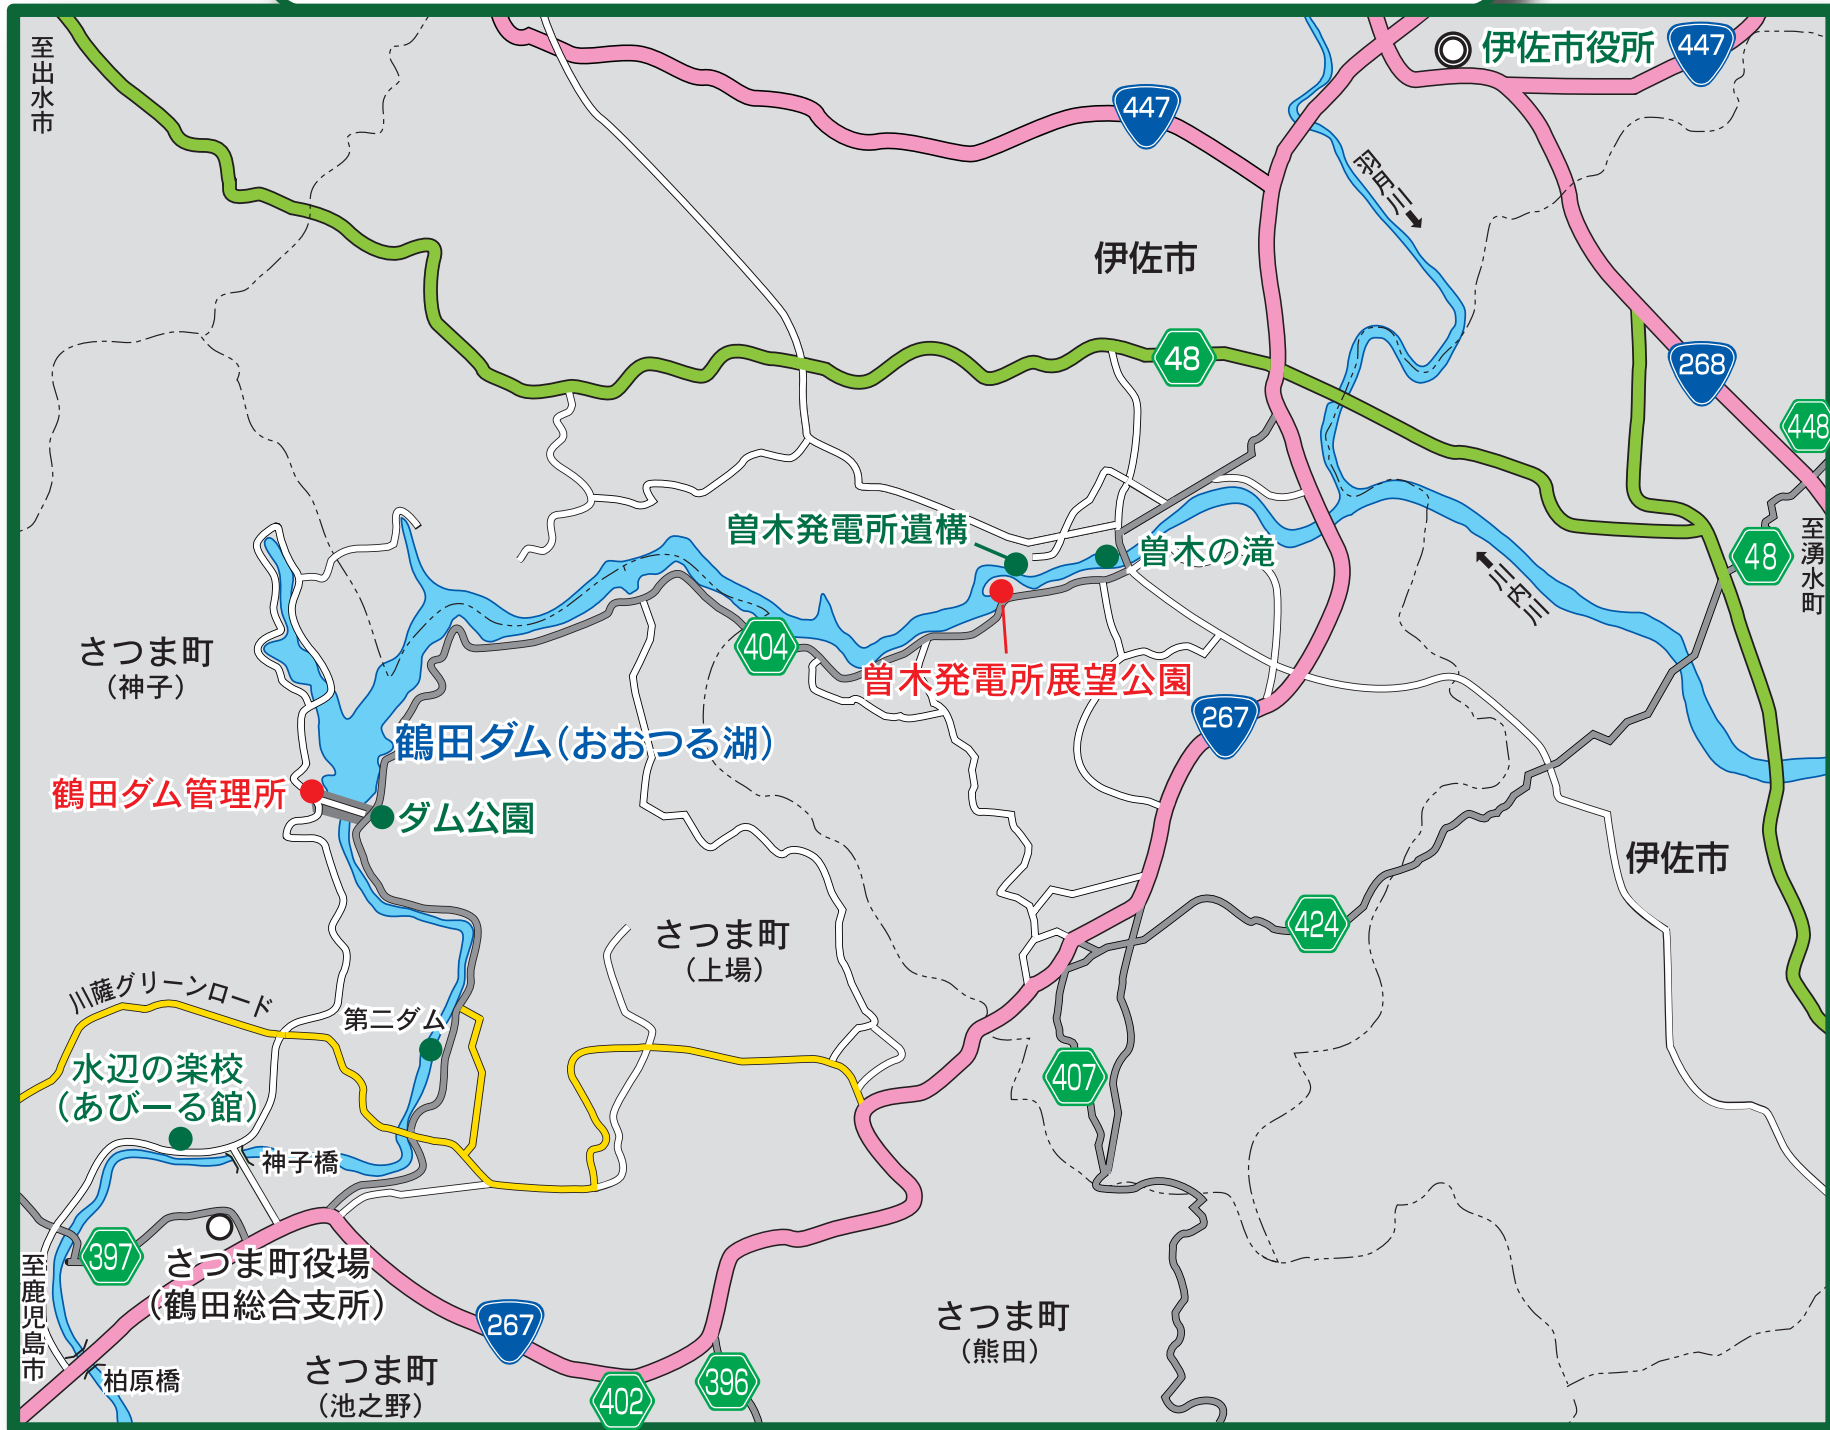 至出水市
伊佐市役所
447
447
羽月川
伊佐市
48
268
448
曽木発電所遺構
曽木の滝
48
至湧水町
川内川
さつま町
（神子）
404
曽木発電所展望公園
267
鶴田ダム（おおつる湖）
鶴田ダム管理所
ダム公園
伊佐市
424
さつま町
（上場）
川薩グリーンロード
第二ダム
水辺の楽校
（あびーる館）
407
神子橋
397
さつま町役場
（鶴田総合支所）
至鹿児島市
267
さつま町
（熊田）
柏原橋
さつま町
（池之野）
402
396